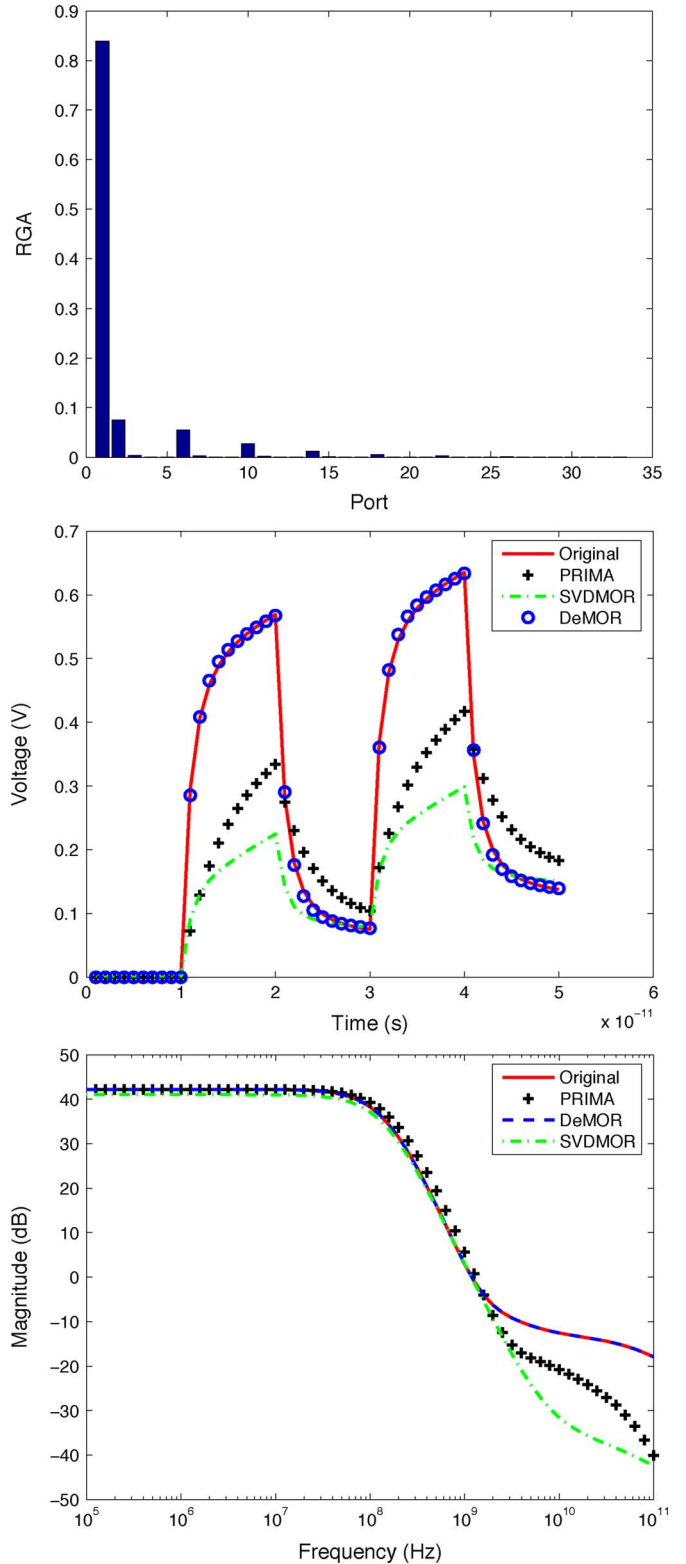 0.9
0.8
0.7
0.6
0.5
0.4
0.3
0.2
0.1
0
RGA
0 5 10 15 20 25 30 35
Port
0.7
0.6
0.5
0.4
0.3
0.2
0.1
0
Voltage (V)
Original
PRIMA
SVDMOR
DeMOR
0 1 2 3 4 5 6
Time (s)
x 10⁻¹¹
50
40
30
20
10
0
−10
−20
−30
−40
−50
Magnitude (dB)
Original
PRIMA
DeMOR
SVDMOR
10⁵ 10⁶ 10⁷ 10⁸ 10⁹ 10¹⁰ 10¹¹
Frequency (Hz)